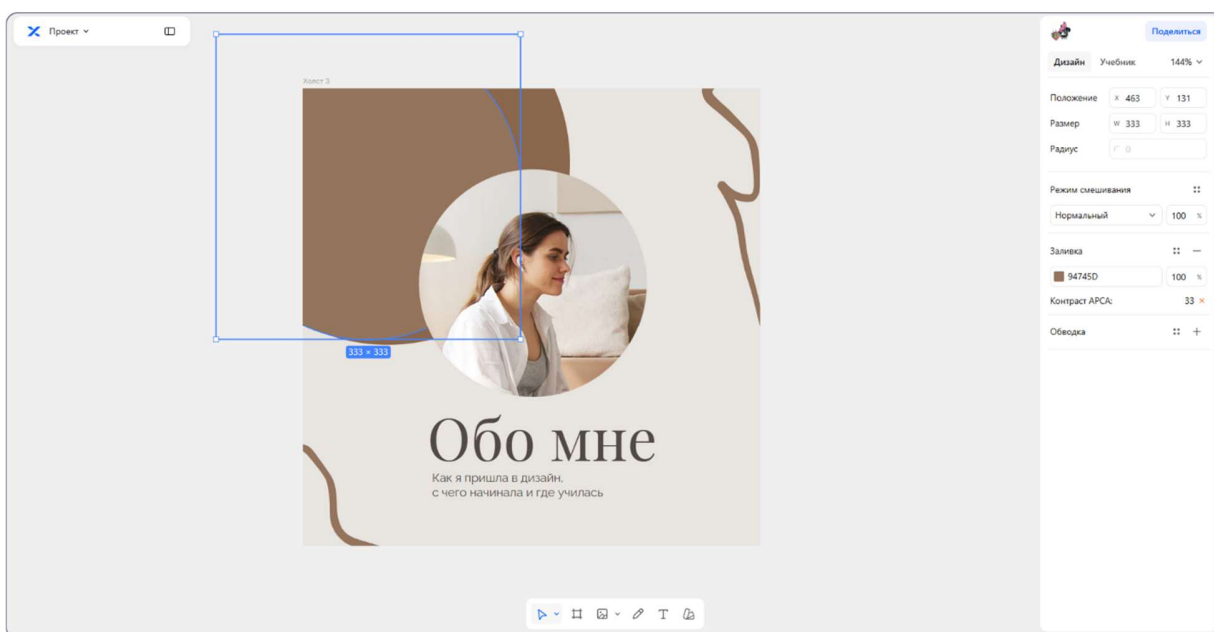 Проект
Поделиться
Дизайн Учебник 144%
Холст 3
Положение X 463 Y 131
Размер W 333 H 333
Радиус 0
Режим смешивания
Нормальный 100 %
Заливка
94745D 100 %
Контраст APCA: 33 ×
Обводка
333 × 333
Обо мне
Как я пришла в дизайн,
с чего начинала и где училась